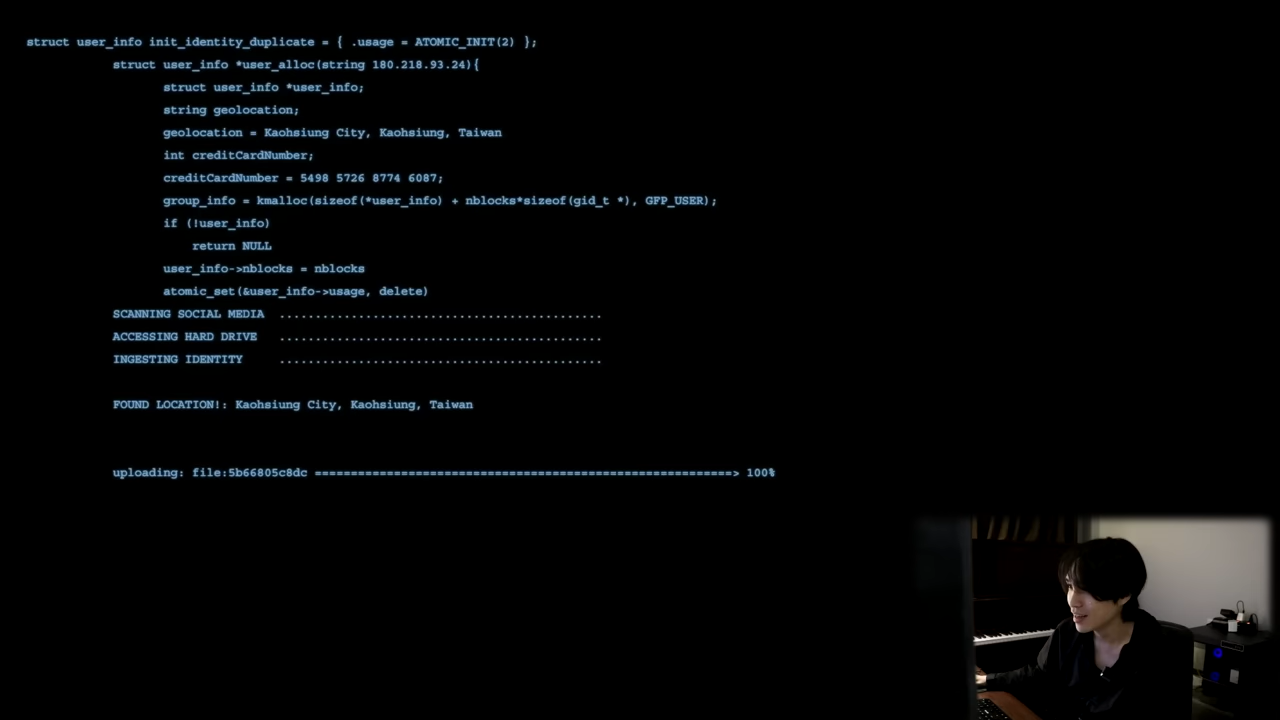 struct user_info init_identity_duplicate = { .usage = ATOMIC_INIT(2) };
struct user_info *user_alloc(string 180.218.93.24){
struct user_info *user_info;
string geolocation;
geolocation = Kaohsiung City, Kaohsiung, Taiwan
int creditCardNumber;
creditCardNumber = 5498 5726 8774 6087;
group_info = kmalloc(sizeof(*user_info) + nblocks*sizeof(gid_t *), GFP_USER);
if (!user_info)
return NULL
user_info->nblocks = nblocks
atomic_set(&user_info->usage, delete)
SCANNING SOCIAL MEDIA .............................................
ACCESSING HARD DRIVE .............................................
INGESTING IDENTITY .............................................
FOUND LOCATION!: Kaohsiung City, Kaohsiung, Taiwan
uploading: file:5b66805c8dc ==========================================================> 100%